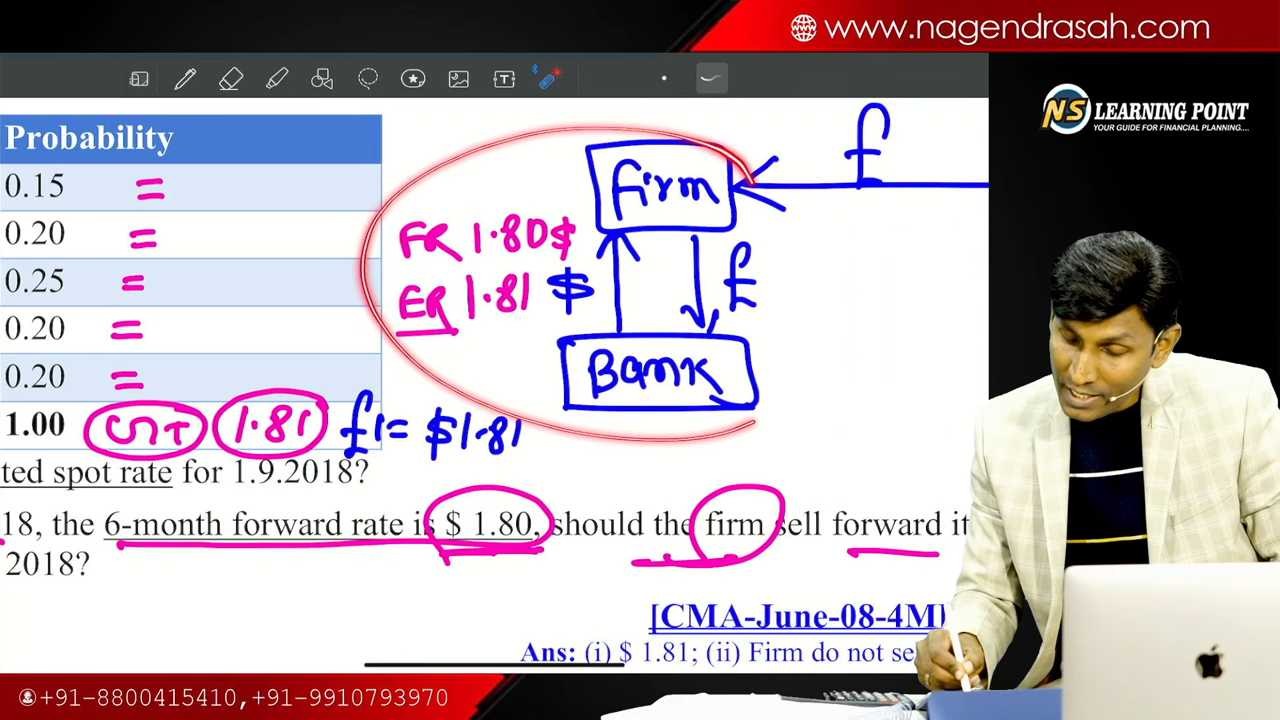 www.nagendrasah.com
NS LEARNING POINT
YOUR GUIDE FOR FINANCIAL PLANNING....
Probability
0.15 =
0.20 =
0.25 =
0.20 =
0.20 =
1.00 1.81 £1 = $1.81
Firm
£
FR 1.80$
ER 1.81 $
£
Bank
ted spot rate for 1.9.2018?
18, the 6-month forward rate is $ 1.80, should the firm sell forward it
2018?
[CMA-June-08-4M]
Ans: (i) $ 1.81; (ii) Firm do not se
+91-8800415410,+91-9910793970